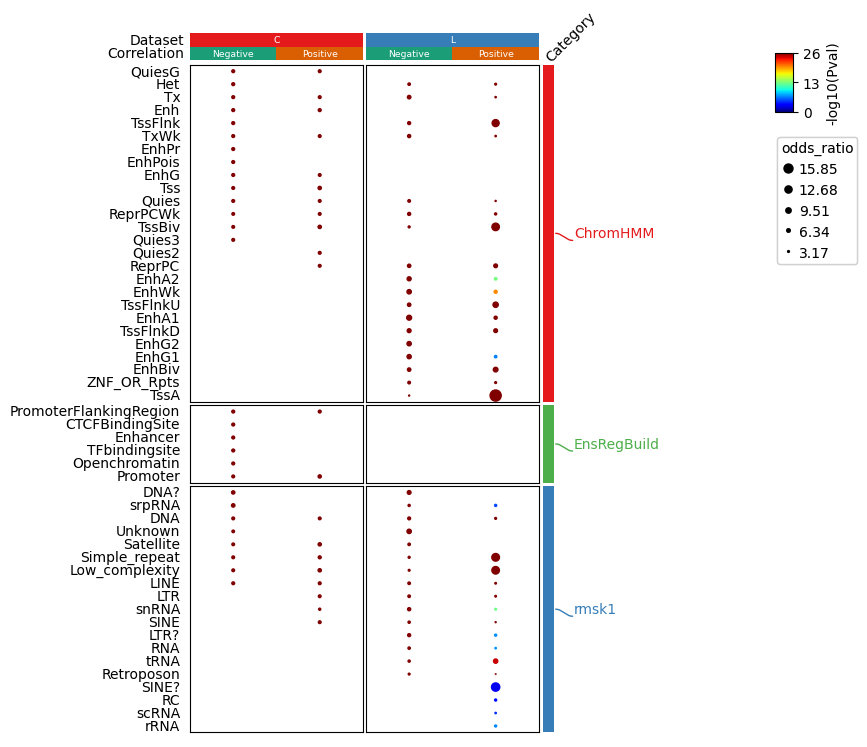 Dataset
Correlation
C
L
Negative
Positive
Negative
Positive
Category
QuiesG
Het
Tx
Enh
TssFlnk
TxWk
EnhPr
EnhPois
EnhG
Tss
Quies
ReprPCWk
TssBiv
Quies3
Quies2
ReprPC
EnhA2
EnhWk
TssFlnkU
EnhA1
TssFlnkD
EnhG2
EnhG1
EnhBiv
ZNF_OR_Rpts
TssA
ChromHMM
PromoterFlankingRegion
CTCFBindingSite
Enhancer
TFbindingsite
Openchromatin
Promoter
EnsRegBuild
DNA?
srpRNA
DNA
Unknown
Satellite
Simple_repeat
Low_complexity
LINE
LTR
snRNA
SINE
LTR?
RNA
tRNA
Retroposon
SINE?
RC
scRNA
rRNA
rmsk1
26
13
0
-log10(Pval)
odds_ratio
15.85
12.68
9.51
6.34
3.17